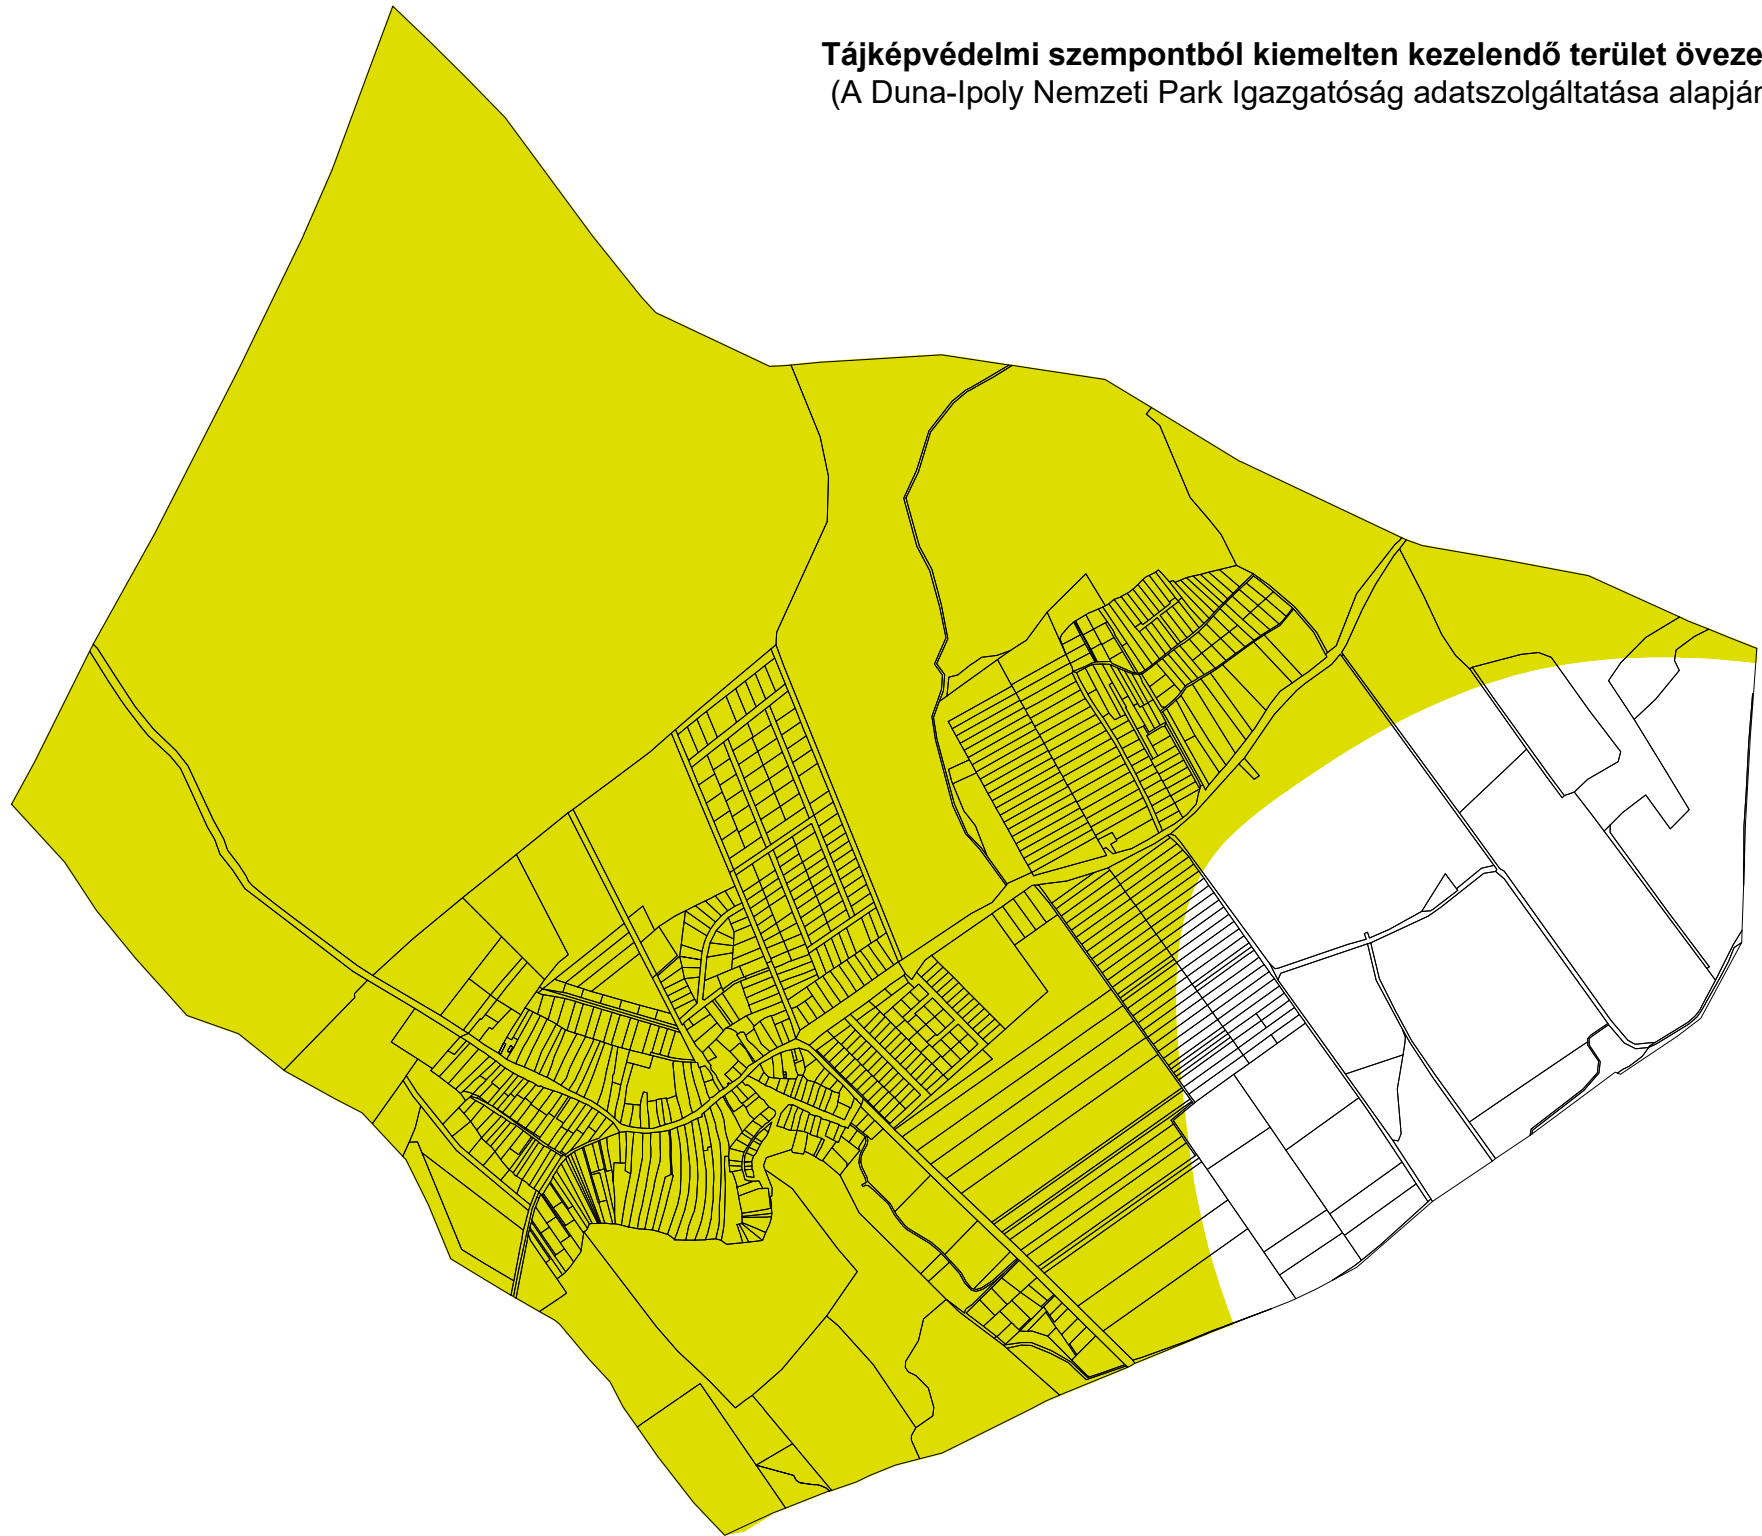 Tájképvédelmi szempontból kiemelten kezelendő terület öveze
(A Duna-Ipoly Nemzeti Park Igazgatóság adatszolgáltatása alapján